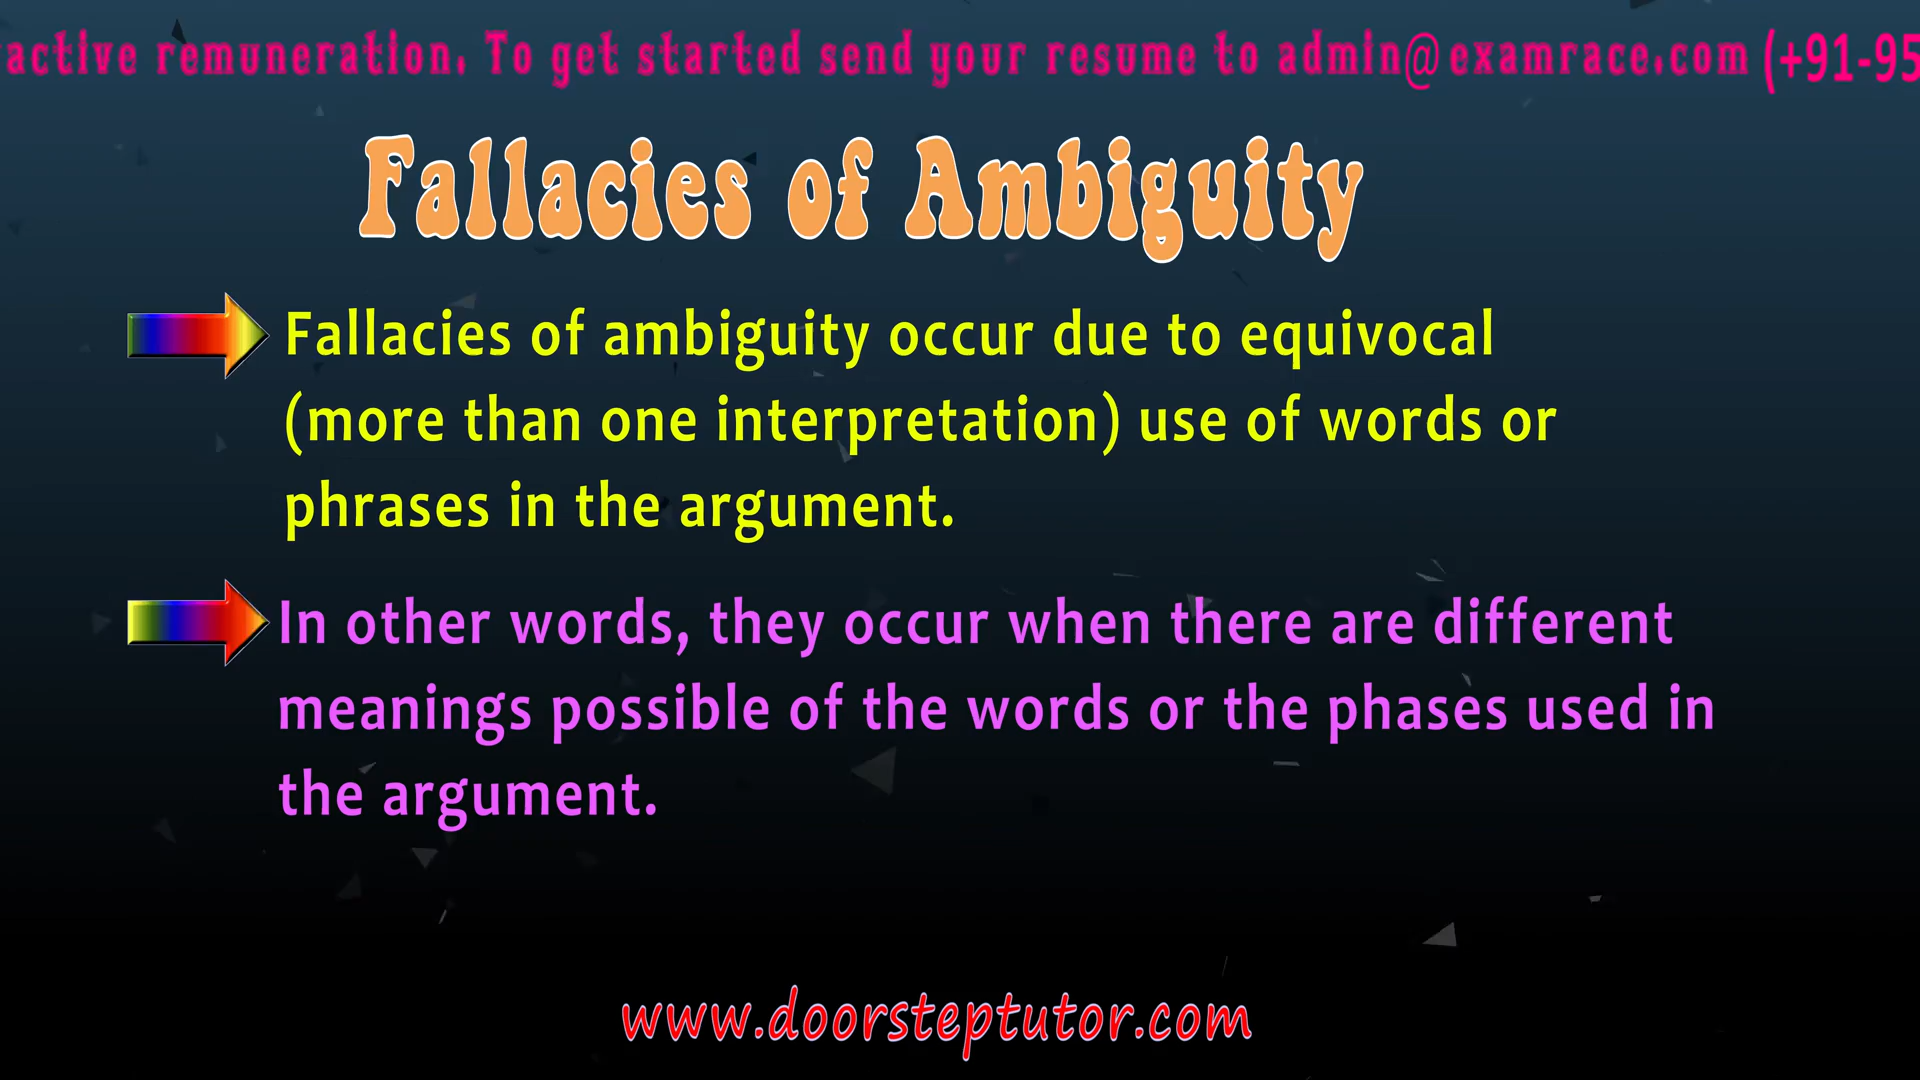 active remuneration. To get started send your resume to admin@examrace.com (+91-95
Fallacies of Ambiguity
Fallacies of ambiguity occur due to equivocal
(more than one interpretation) use of words or
phrases in the argument.
In other words, they occur when there are different
meanings possible of the words or the phases used in
the argument.
www.doorsteptutor.com